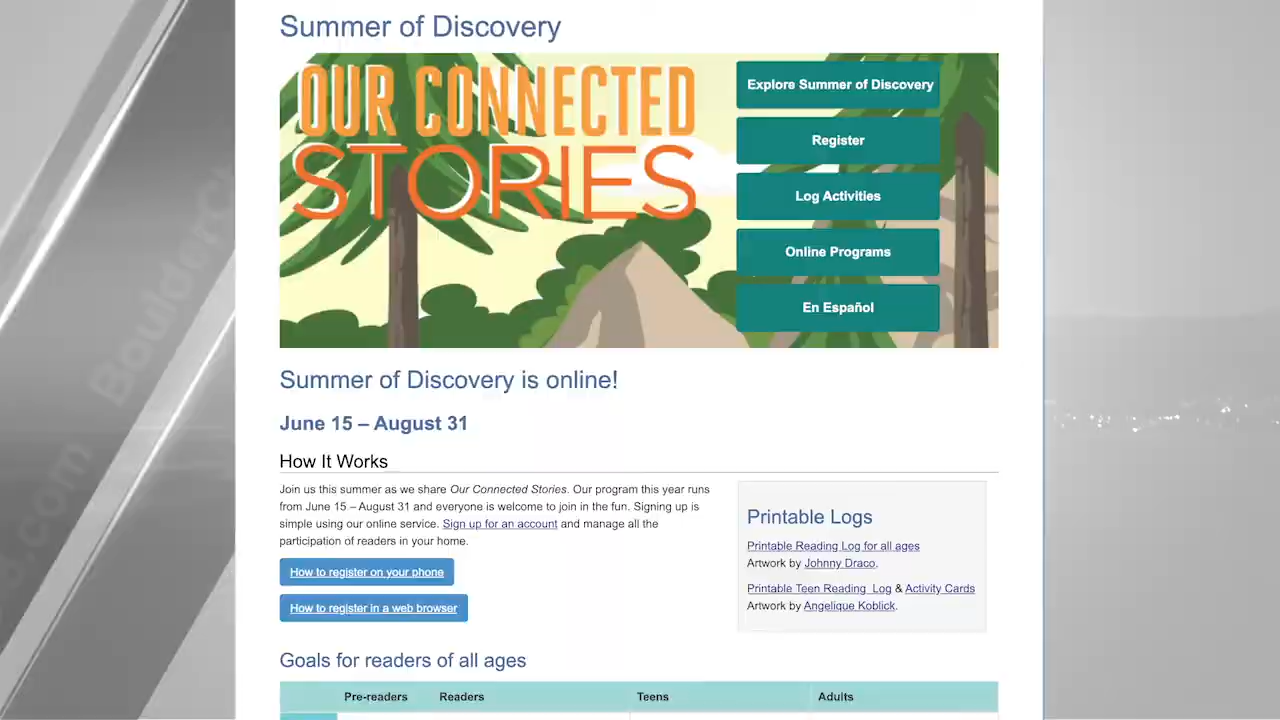 Summer of Discovery
OUR CONNECTED
STORIES
Explore Summer of Discovery
Register
Log Activities
Online Programs
En Español
Summer of Discovery is online!
June 15 – August 31
How It Works
Join us this summer as we share Our Connected Stories. Our program this year runs
from June 15 – August 31 and everyone is welcome to join in the fun. Signing up is
simple using our online service. Sign up for an account and manage all the
participation of readers in your home.
How to register on your phone
How to register in a web browser
Printable Logs
Printable Reading Log for all ages
Artwork by Johnny Draco.
Printable Teen Reading Log & Activity Cards
Artwork by Angelique Koblick.
Goals for readers of all ages
Pre-readers Readers Teens Adults